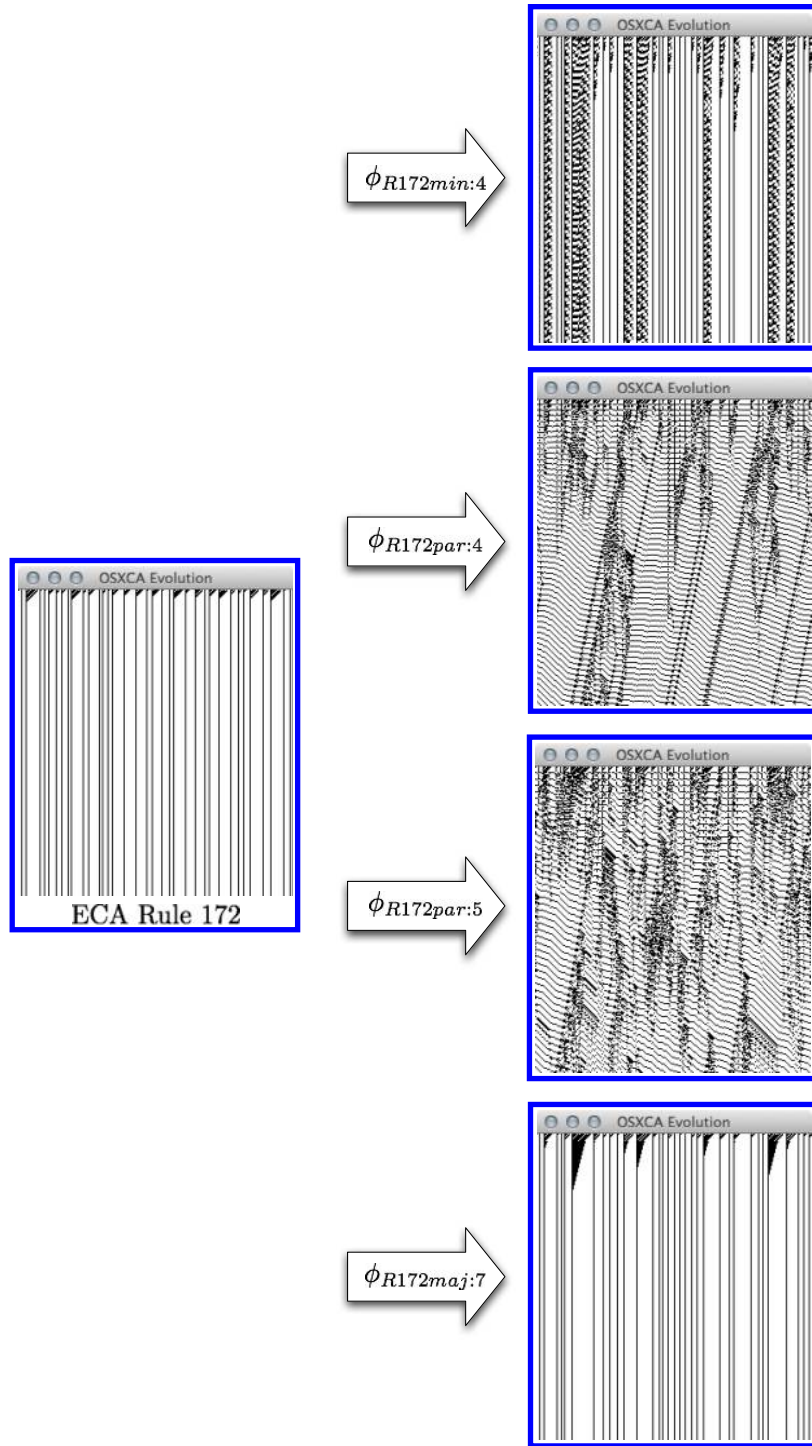 OSXCA Evolution
ϕR172min:4
OSXCA Evolution
ϕR172par:4
OSXCA Evolution
ECA Rule 172
OSXCA Evolution
ϕR172par:5
OSXCA Evolution
ϕR172maj:7